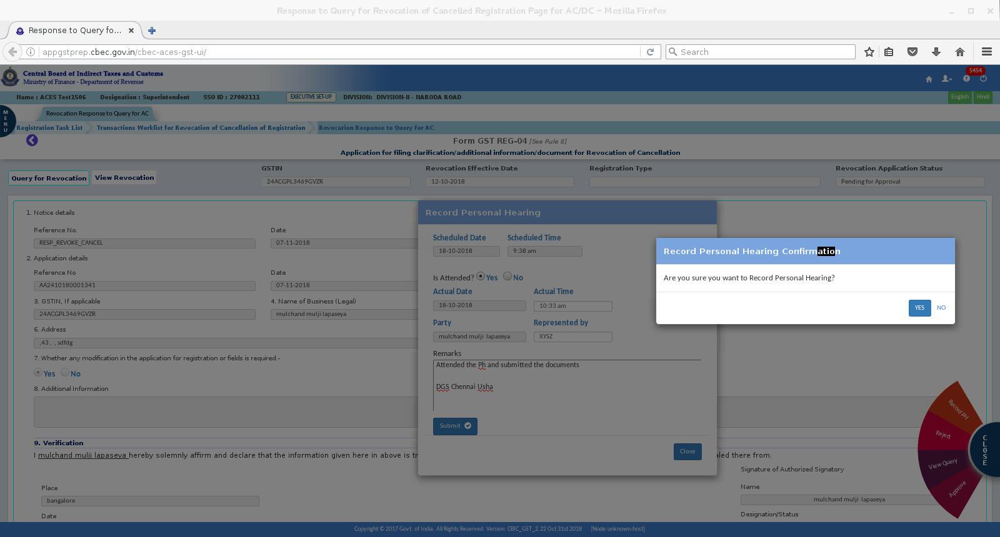 Response to Query for Revocation of Cancelled Registration Page for AC/DC - Mozilla Firefox
Response to Query fo...
appgstprep.cbec.gov.in/cbec-aces-gst-ui/
Search
Central Board of Indirect Taxes and Customs
Ministry of Finance - Department of Revenue
5454
Name : ACES Test1506 Designation : Superintendent SSO ID : 27002111 EXECUTIVE SET-UP DIVISION: DIVISION-II - NARODA ROAD English Hindi
MENU
Revocation Response to Query for AC
Registration Task List Transactions Worklist for Revocation of Cancellation of Registration Revocation Response to Query for AC
Form GST REG-04 [See Rule 8]
Application for filing clarification/additional information/document for Revocation of Cancellation
Query for Revocation View Revocation
GSTIN Revocation Effective Date Registration Type Revocation Application Status
24ACGPL3469GVZR 12-10-2018 Pending for Approval
1. Notice details
Reference No. Date
RESP_REVOKE_CANCEL 07-11-2018
2. Application details
Reference No Date
AA2410180001341 07-11-2018
3. GSTIN, If applicable 4. Name of Business (Legal)
24ACGPL3469GVZR mulchand mulji lapaseya
6. Address
,43 , , sdfdg
7. Whether any modification in the application for registration or fields is required.-
Yes No
8. Additional Information
9. Verification
I mulchand mulji lapaseya hereby solemnly affirm and declare that the information given here in above is tr
aled there from.
Signature of Authorized Signatory
Place
bangalore
Date
Name
mulchand mulji lapaseya
Designation/Status
Record Personal Hearing
Scheduled Date Scheduled Time
18-10-2018 9:38 am
Is Attended? Yes No
Actual Date Actual Time
18-10-2018 10:33 am
Party Represented by
mulchand mulji lapaseya XYSZ
Remarks
Attended the Ph and submitted the documents
DGS Chennai Usha
Submit
Close
Record Personal Hearing Confirmation
Are you sure you want to Record Personal Hearing?
YES NO
Record PH
Reject
View Query
Approve
CLOSE
Copyright © 2017 Govt. of India. All Rights Reserved. Version: CBIC_GST_2.22 Oct 31st 2018 [Node:unknown-host]